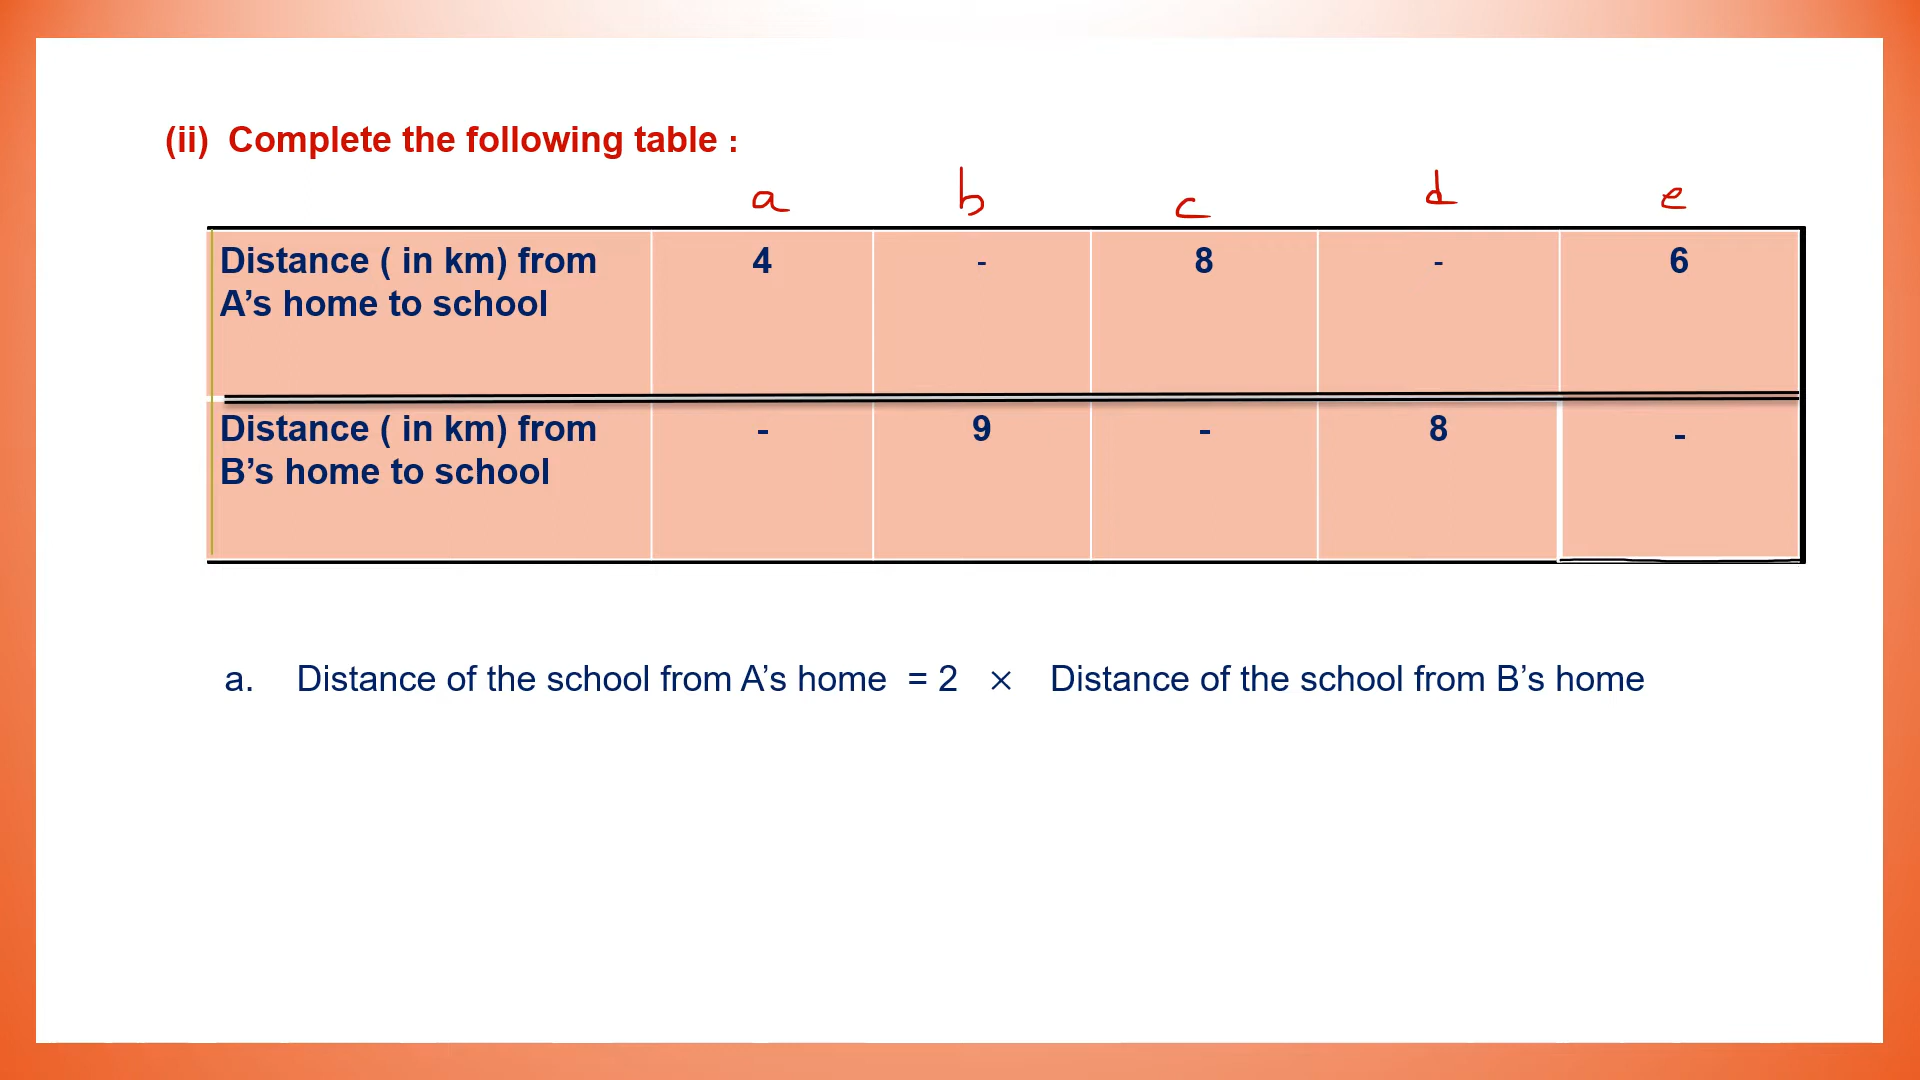 (ii) Complete the following table :
a b c d e
Distance ( in km) from 4 - 8 - 6
A’s home to school
Distance ( in km) from - 9 - 8 -
B’s home to school
a. Distance of the school from A’s home = 2 × Distance of the school from B’s home